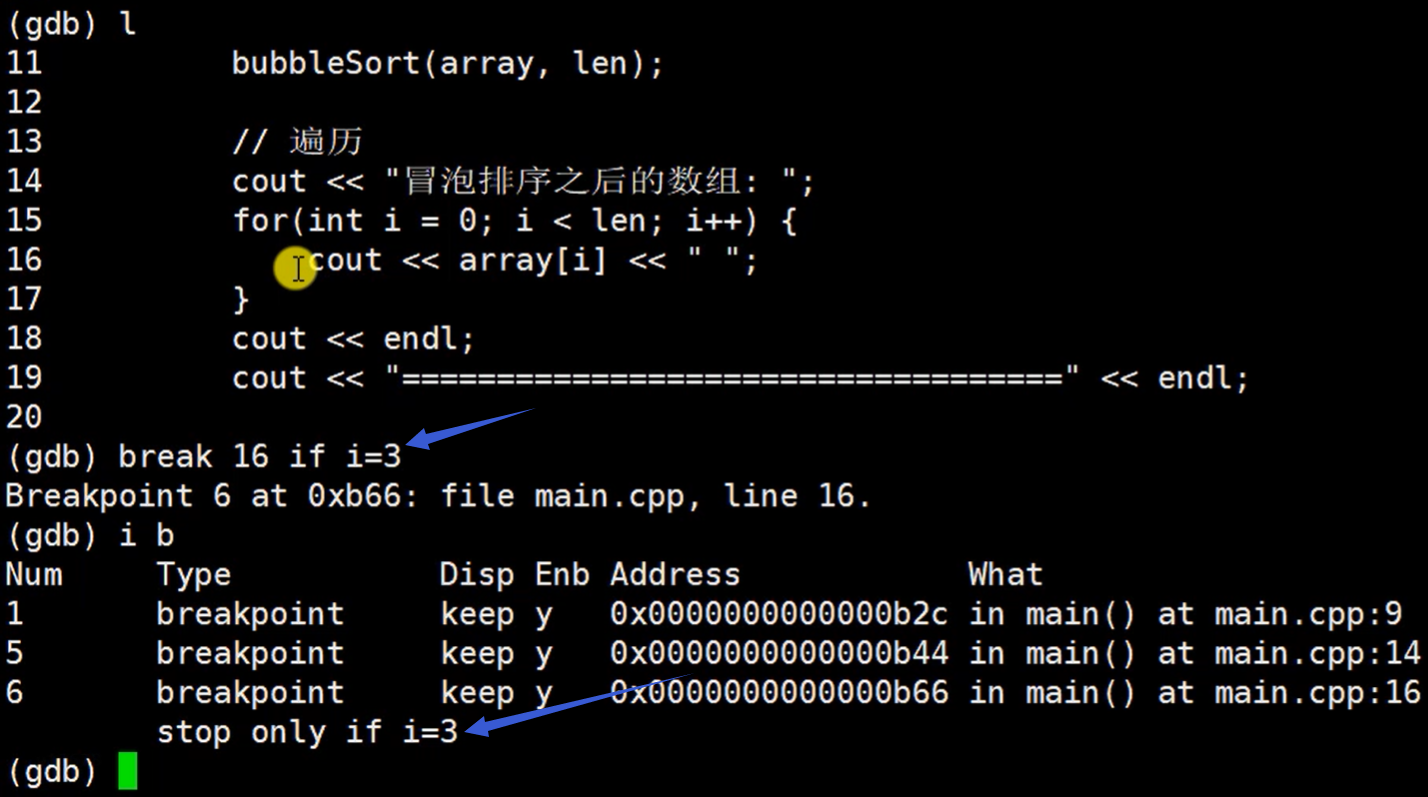 (gdb) l
11 bubbleSort(array, len);
12
13 // 遍历
14 cout << "冒泡排序之后的数组: ";
15 for(int i = 0; i < len; i++) {
16 cout << array[i] << " ";
17 }
18 cout << endl;
19 cout << "===================================" << endl;
20
(gdb) break 16 if i=3
Breakpoint 6 at 0xb66: file main.cpp, line 16.
(gdb) i b
Num Type Disp Enb Address What
1 breakpoint keep y 0x0000000000000b2c in main() at main.cpp:9
5 breakpoint keep y 0x0000000000000b44 in main() at main.cpp:14
6 breakpoint keep y 0x0000000000000b66 in main() at main.cpp:16
stop only if i=3
(gdb)